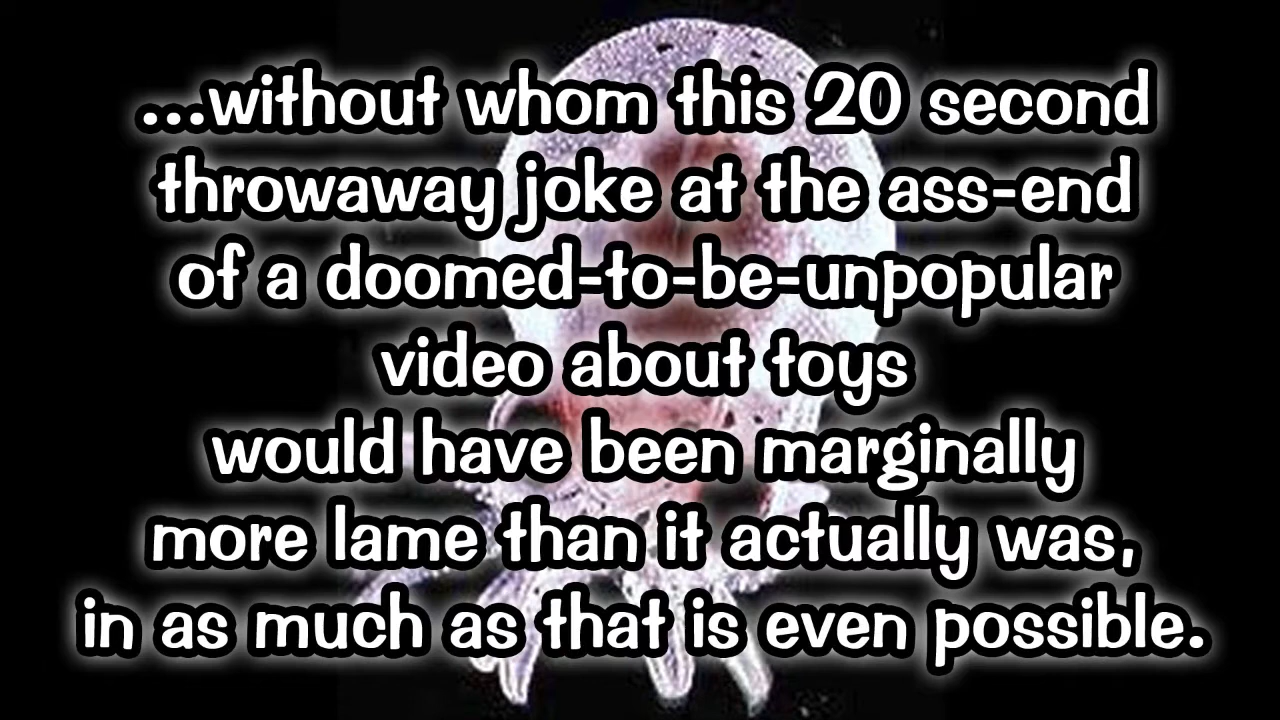 ...without whom this 20 second
throwaway joke at the ass-end
of a doomed-to-be-unpopular
video about toys
would have been marginally
more lame than it actually was,
in as much as that is even possible.